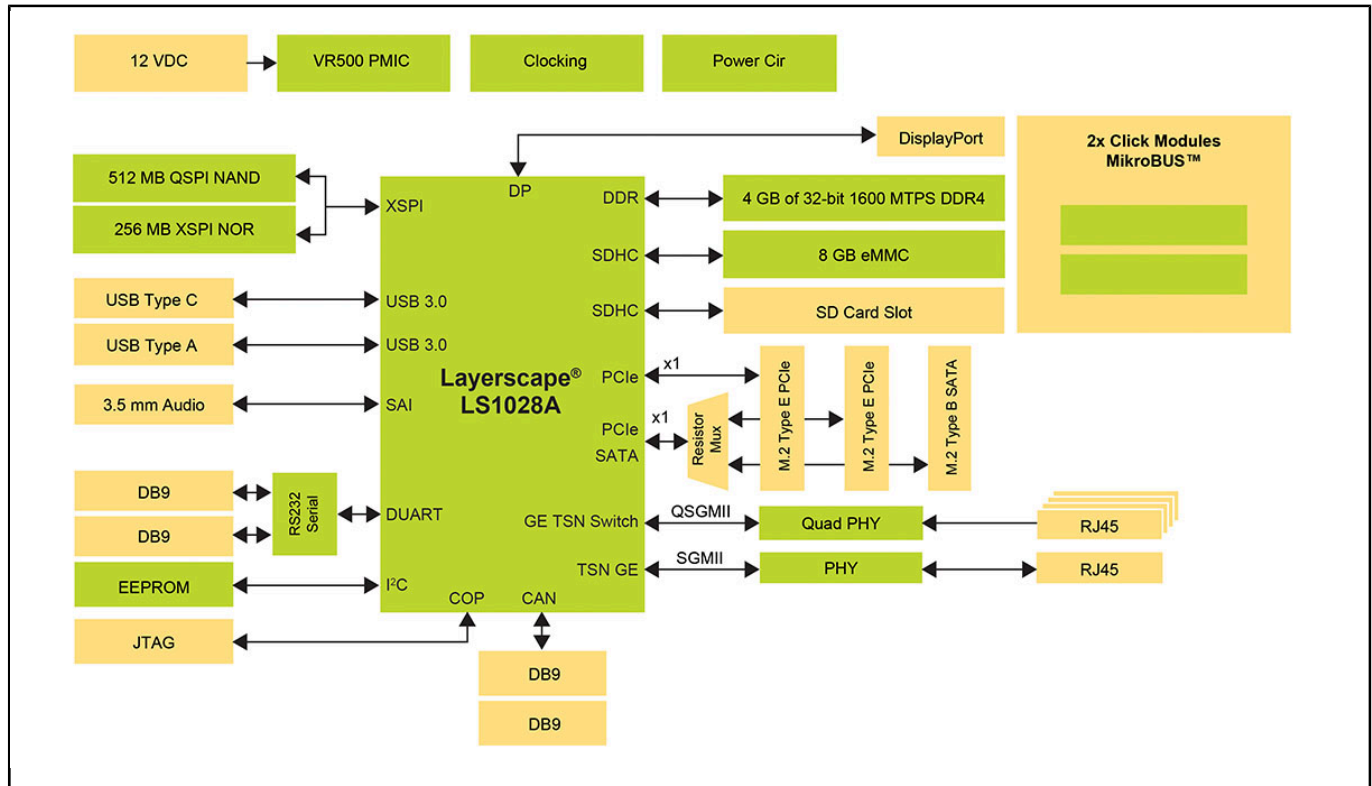 12 VDC
VR500 PMIC
Clocking
Power Cir
DisplayPort
2x Click Modules
MikroBUS™
512 MB QSPI NAND
256 MB XSPI NOR
XSPI
DP
DDR
4 GB of 32-bit 1600 MTPS DDR4
SDHC
8 GB eMMC
USB Type C
USB 3.0
SDHC
SD Card Slot
USB Type A
USB 3.0
Layerscape®
LS1028A
3.5 mm Audio
SAI
PCIe
x1
PCIe
SATA
x1
Resistor
Mux
M.2 Type E PCIe
M.2 Type E PCIe
M.2 Type B SATA
DB9
DB9
RS232
Serial
DUART
GE TSN Switch
QSGMII
Quad PHY
RJ45
TSN GE
SGMII
PHY
RJ45
EEPROM
I²C
JTAG
COP
CAN
DB9
DB9